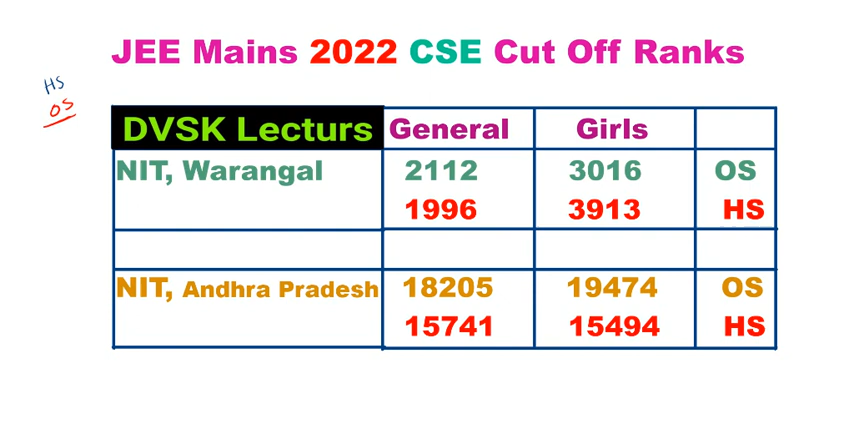 JEE Mains 2022 CSE Cut Off Ranks
HS
OS
DVSK Lecturs General Girls
NIT, Warangal 2112 3016 OS
1996 3913 HS
NIT, Andhra Pradesh 18205 19474 OS
15741 15494 HS